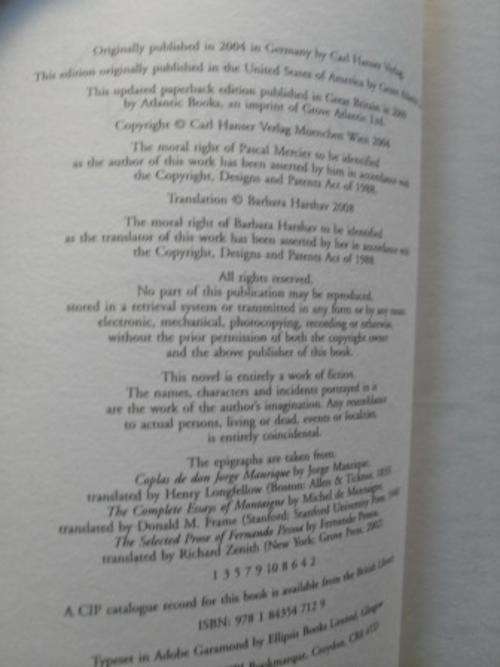 Originally published in 2004 in Germany by Carl Hanser Verlag.
This edition originally published in the United States of America by Grove
This updated paperback edition published in Great Britain in 2009
by Atlantic Books, an imprint of Grove Atlantic Ltd.
Copyright © Carl Hanser Verlag Muenchen Wien 2004
The moral right of Pascal Mercier to be identified
as the author of this work has been asserted by him in accordance with
the Copyright, Designs and Patents Act of 1988.
Translation © Barbara Harshav 2008
The moral right of Barbara Harshav to be identified
as the translator of this work has been asserted by her in accordance with
the Copyright, Designs and Patents Act of 1988.
All rights reserved.
No part of this publication may be reproduced,
stored in a retrieval system or transmitted in any form or by any means,
electronic, mechanical, photocopying, recording or otherwise,
without the prior permission of both the copyright owner
and the above publisher of this book.
This novel is entirely a work of fiction.
The names, characters and incidents portrayed in it
are the work of the author's imagination. Any resemblance
to actual persons, living or dead, events or localities,
is entirely coincidental.
The epigraphs are taken from:
Coplas de don Jorge Manrique by Jorge Manrique,
translated by Henry Longfellow (Boston: Allen & Ticknor, 1833)
The Complete Essays of Montaigne by Michel de Montaigne,
translated by Donald M. Frame (Stanford: Stanford University Press,
The Selected Prose of Fernando Pessoa by Fernando Pessoa,
translated by Richard Zenith (New York: Grove Press, 2002)
1 3 5 7 9 10 8 6 4 2
A CIP catalogue record for this book is available from the British Library
ISBN: 978 1 84354 712 9
Typeset in Adobe Garamond by Ellipsis Books Limited, Glasgow
Bookmarque, Croydon, CR0 4TD